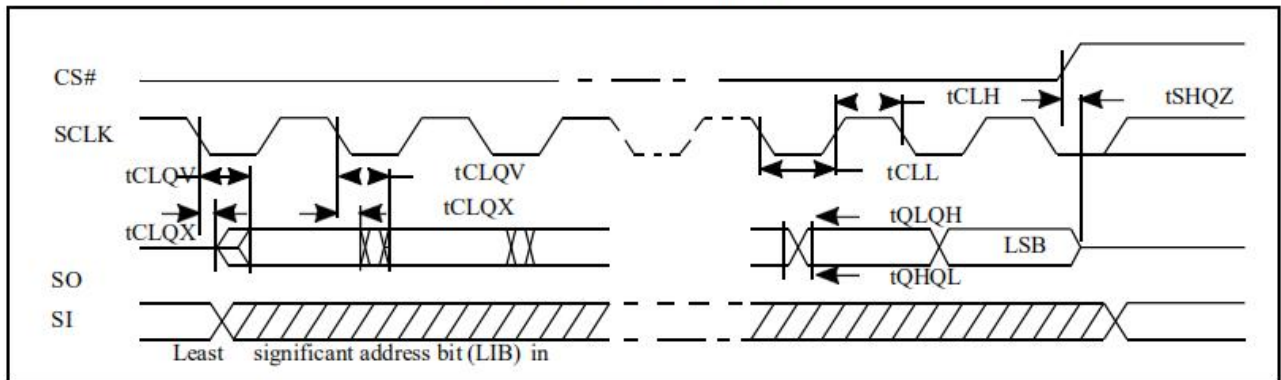 CS#
tCLH tSHQZ
SCLK
tCLQV tCLQV tCLL
tCLQX
tCLQX tQLQH
LSB
SO tQHQL
SI
Least significant address bit (LIB) in